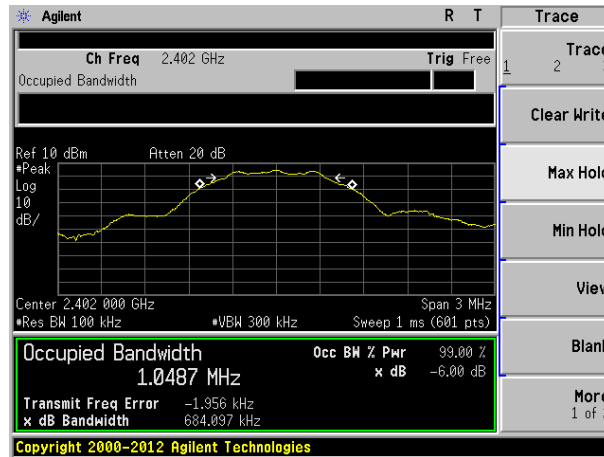 Agilent R T Trace
Ch Freq 2.402 GHz Trig Free
Occupied Bandwidth
Trace
1 2
Clear Write
Max Hold
Min Hold
View
Blank
More
1 of
Ref 10 dBm Atten 20 dB
#Peak
Log
10
dB/
Center 2.402 000 GHz Span 3 MHz
#Res BW 100 kHz #VBW 300 kHz Sweep 1 ms (601 pts)
Occupied Bandwidth Occ BW % Pwr 99.00 %
1.0487 MHz x dB -6.00 dB
Transmit Freq Error -1.956 kHz
x dB Bandwidth 684.097 kHz
Copyright 2000-2012 Agilent Technologies